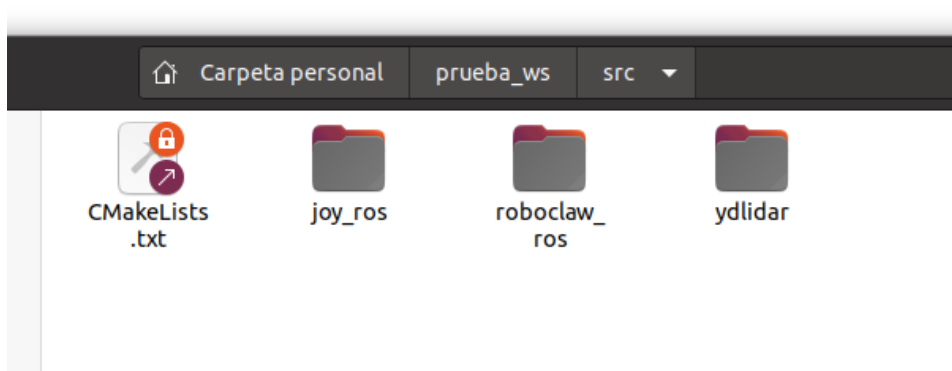 Carpeta personal prueba_ws src
CMakeLists
.txt
joy_ros
roboclaw_
ros
ydlidar